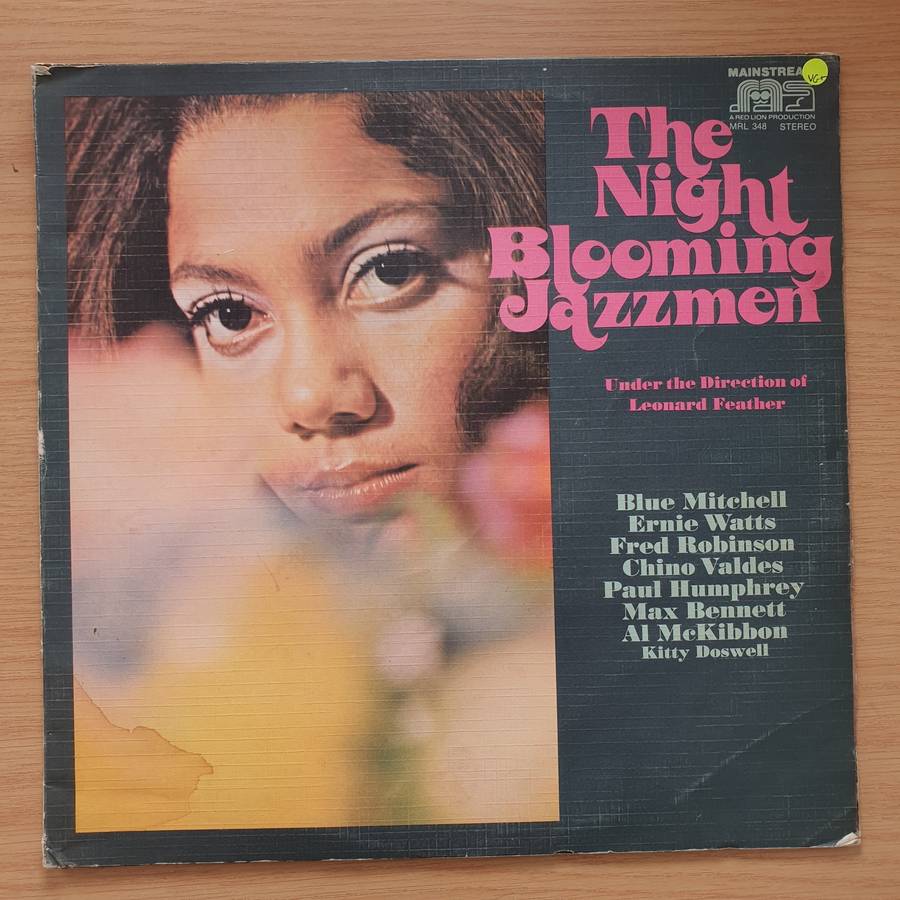 MAINSTREA
VG+
A RED LION PRODUCTION
MRL 348 STEREO
The
Night
Blooming
Jazzmen
Under the Direction of
Leonard Feather
Blue Mitchell
Ernie Watts
Fred Robinson
Chino Valdes
Paul Humphrey
Max Bennett
Al McKibbon
Kitty Doswell